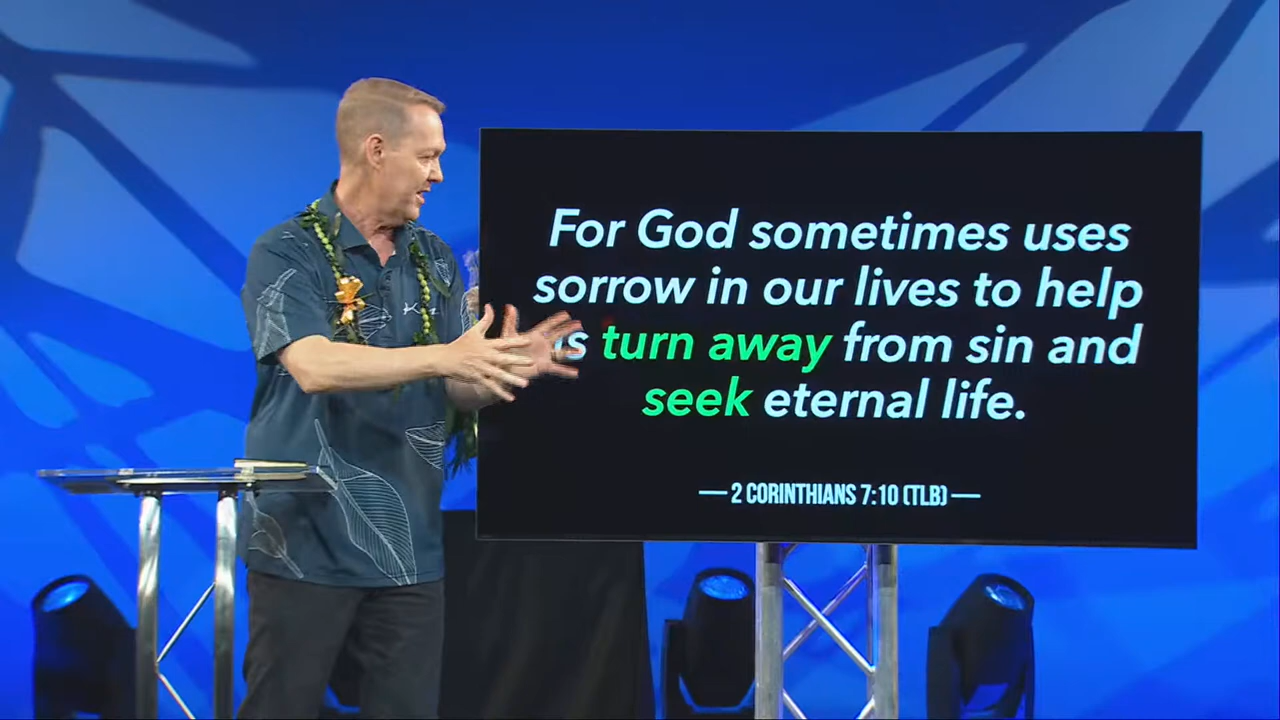 For God sometimes uses
sorrow in our lives to help
us turn away from sin and
seek eternal life.
— 2 CORINTHIANS 7:10 (TLB) —